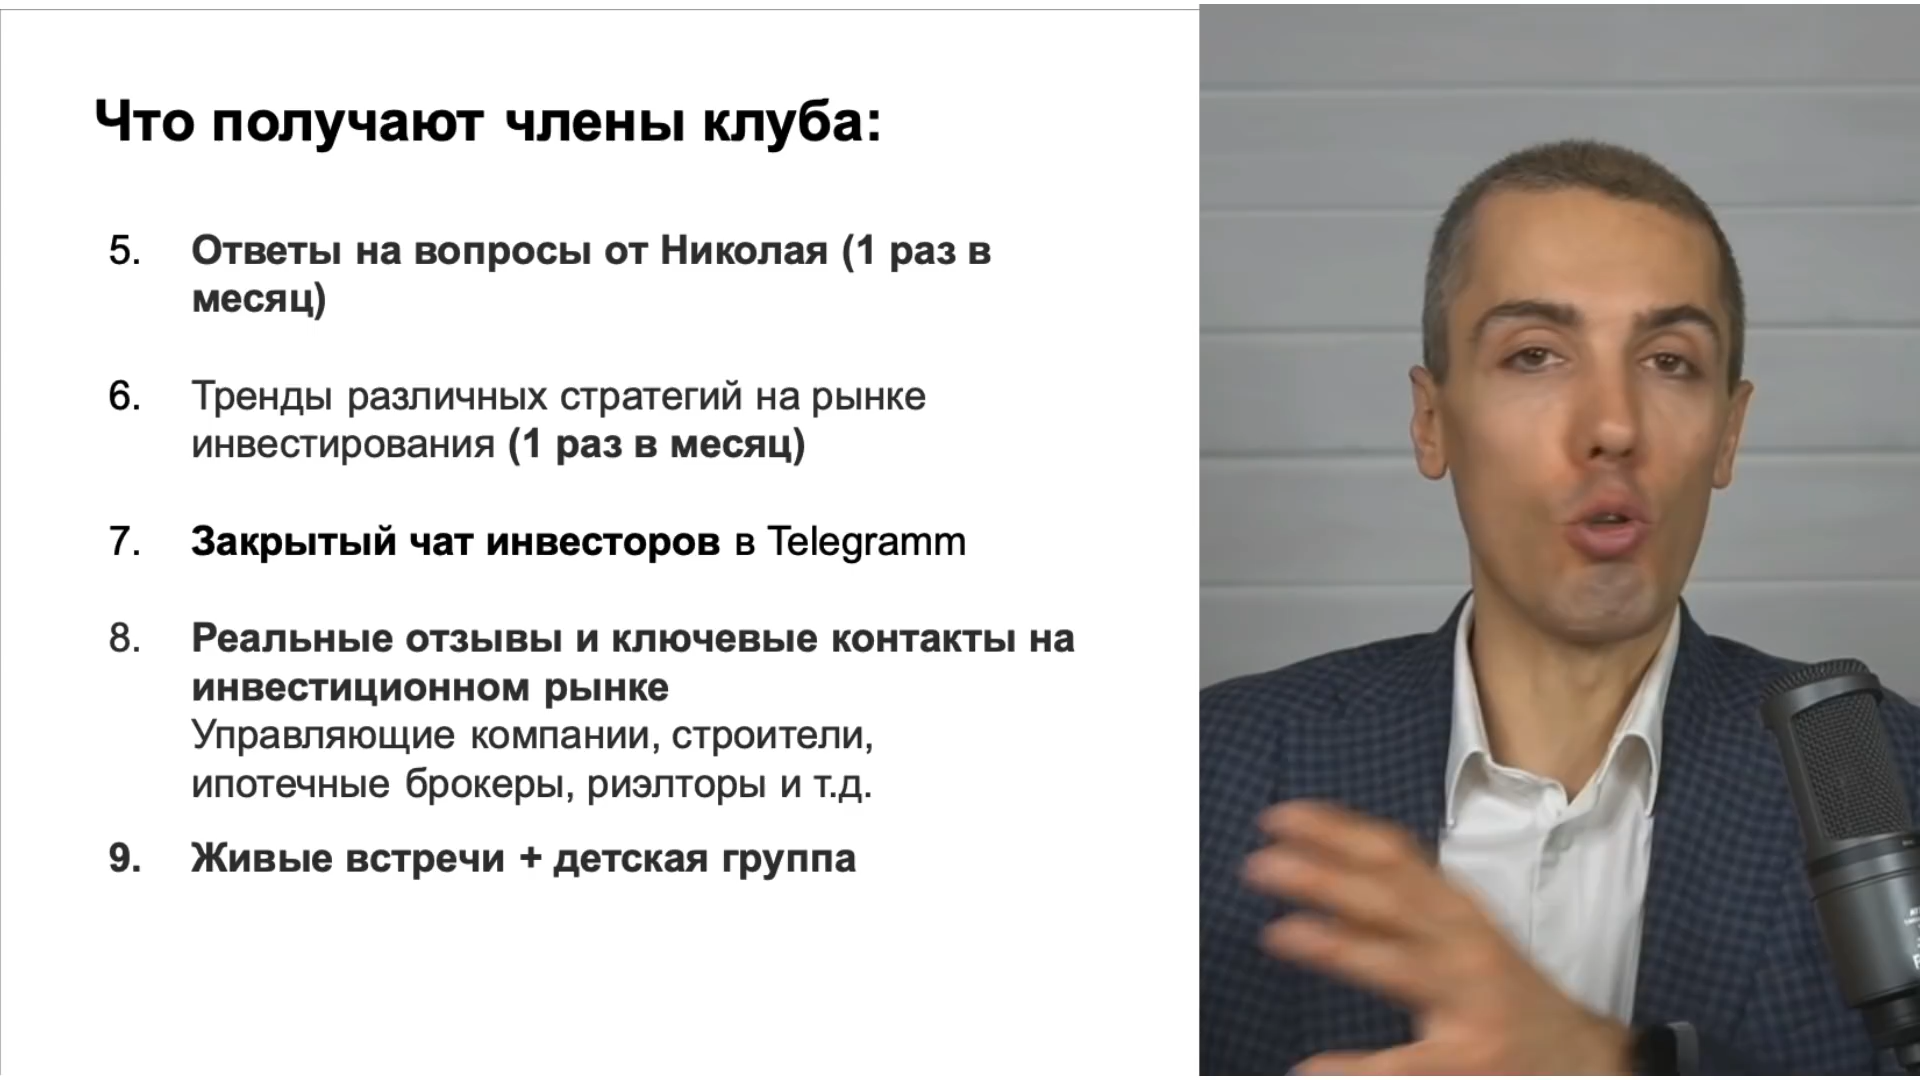 Что получают члены клуба:
5. Ответы на вопросы от Николая (1 раз в
месяц)
6. Тренды различных стратегий на рынке
инвестирования (1 раз в месяц)
7. Закрытый чат инвесторов в Telegramm
8. Реальные отзывы и ключевые контакты на
инвестиционном рынке
Управляющие компании, строители,
ипотечные брокеры, риэлторы и т.д.
9. Живые встречи + детская группа